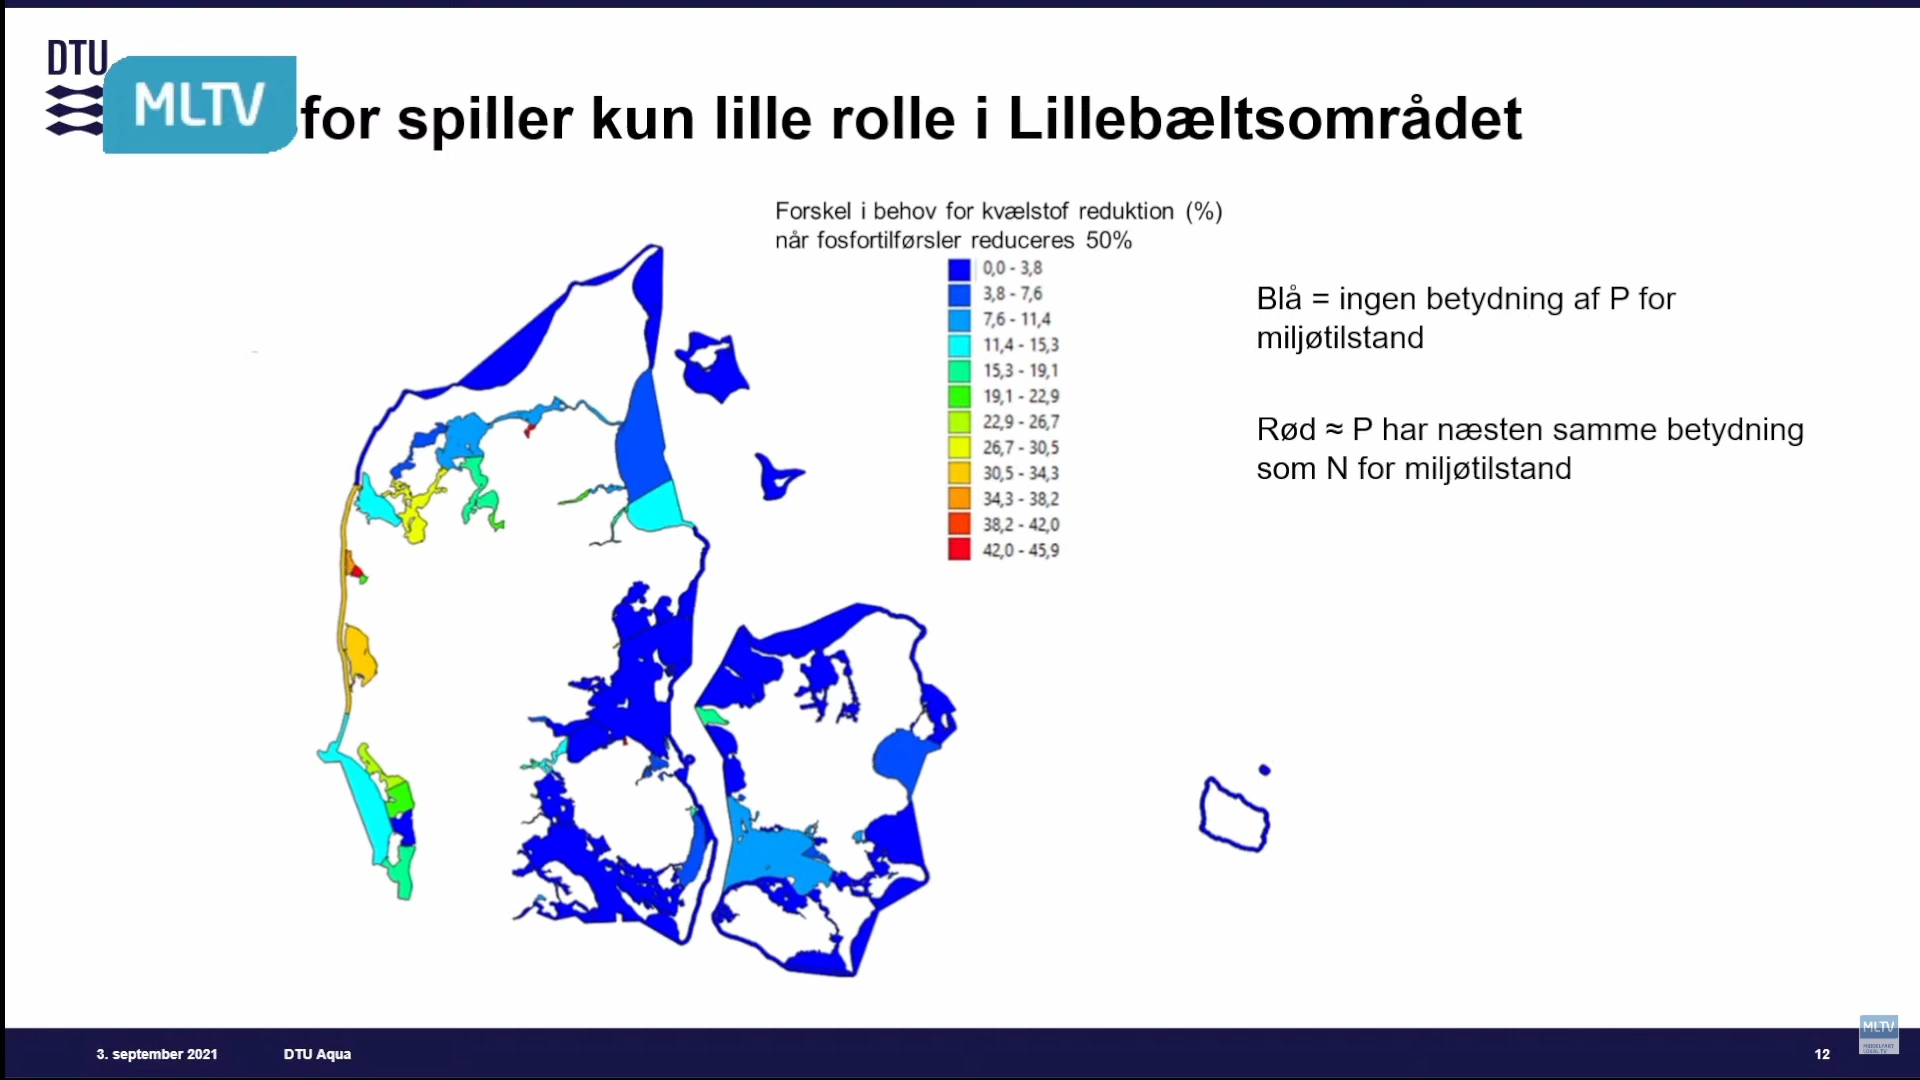 DTU
MLTV
for spiller kun lille rolle i Lillebæltsområdet
Forskel i behov for kvælstof reduktion (%)
når fosfortilførsler reduceres 50%
0,0 - 3,8
3,8 - 7,6
7,6 - 11,4
11,4 - 15,3
15,3 - 19,1
19,1 - 22,9
22,9 - 26,7
26,7 - 30,5
30,5 - 34,3
34,3 - 38,2
38,2 - 42,0
42,0 - 45,9
Blå = ingen betydning af P for
miljøtilstand
Rød ≈ P har næsten samme betydning
som N for miljøtilstand
3. september 2021
DTU Aqua
12
MLTV
MIDDELFART
LOKAL TV